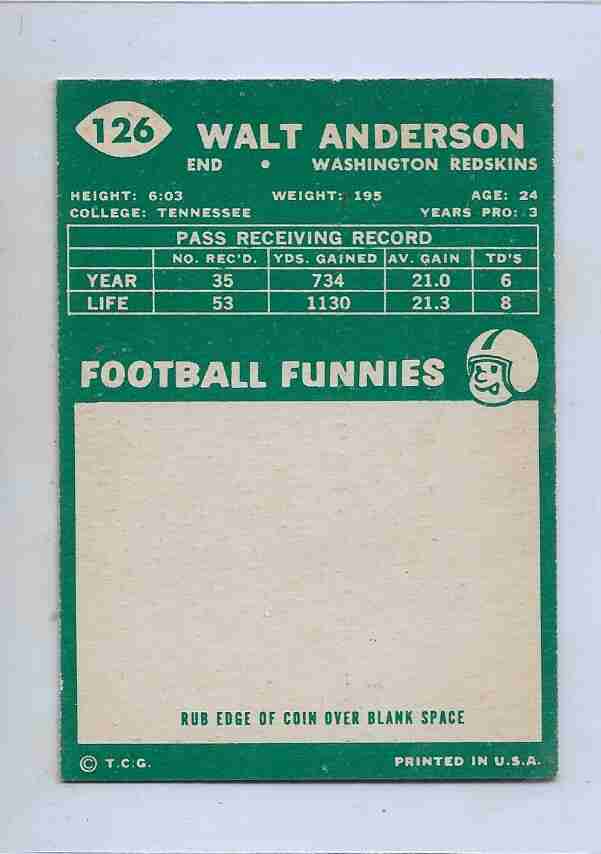 126
WALT ANDERSON
END • WASHINGTON REDSKINS
HEIGHT: 6:03 WEIGHT: 195 AGE: 24
COLLEGE: TENNESSEE YEARS PRO: 3
PASS RECEIVING RECORD
NO. REC'D. YDS. GAINED AV. GAIN TD'S
YEAR 35 734 21.0 6
LIFE 53 1130 21.3 8
FOOTBALL FUNNIES
RUB EDGE OF COIN OVER BLANK SPACE
© T.C.G. PRINTED IN U.S.A.